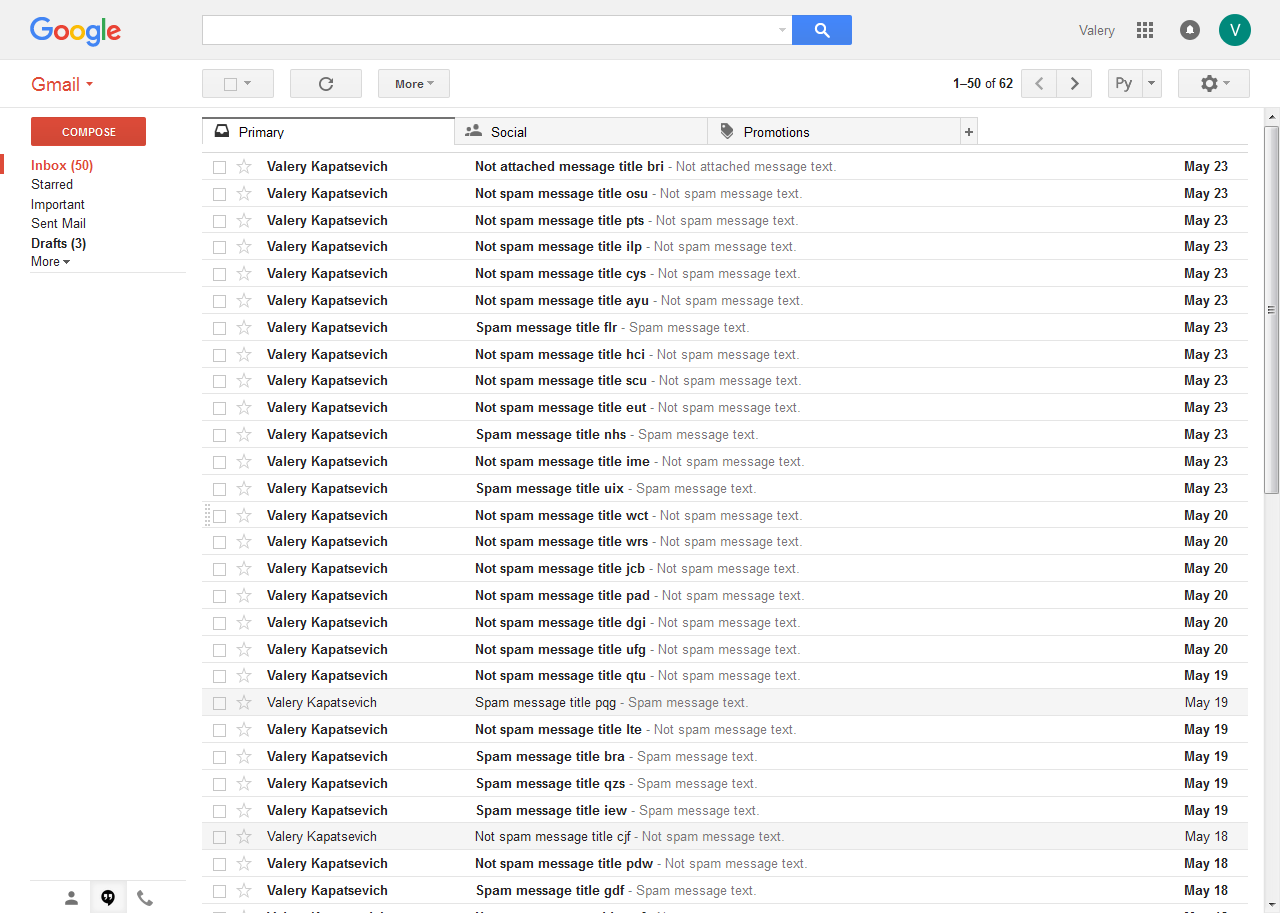 Google
Valery
V
Gmail
More
1–50 of 62
Py
COMPOSE
Inbox (50)
Starred
Important
Sent Mail
Drafts (3)
More
Primary
Social
Promotions
+
Valery Kapatsevich Not attached message title bri - Not attached message text. May 23
Valery Kapatsevich Not spam message title osu - Not spam message text. May 23
Valery Kapatsevich Not spam message title pts - Not spam message text. May 23
Valery Kapatsevich Not spam message title ilp - Not spam message text. May 23
Valery Kapatsevich Not spam message title cys - Not spam message text. May 23
Valery Kapatsevich Not spam message title ayu - Not spam message text. May 23
Valery Kapatsevich Spam message title flr - Spam message text. May 23
Valery Kapatsevich Not spam message title hci - Not spam message text. May 23
Valery Kapatsevich Not spam message title scu - Not spam message text. May 23
Valery Kapatsevich Not spam message title eut - Not spam message text. May 23
Valery Kapatsevich Spam message title nhs - Spam message text. May 23
Valery Kapatsevich Not spam message title ime - Not spam message text. May 23
Valery Kapatsevich Spam message title uix - Spam message text. May 23
Valery Kapatsevich Not spam message title wct - Not spam message text. May 20
Valery Kapatsevich Not spam message title wrs - Not spam message text. May 20
Valery Kapatsevich Not spam message title jcb - Not spam message text. May 20
Valery Kapatsevich Not spam message title pad - Not spam message text. May 20
Valery Kapatsevich Not spam message title dgi - Not spam message text. May 20
Valery Kapatsevich Not spam message title ufg - Not spam message text. May 20
Valery Kapatsevich Not spam message title qtu - Not spam message text. May 19
Valery Kapatsevich Spam message title pqg - Spam message text. May 19
Valery Kapatsevich Not spam message title lte - Not spam message text. May 19
Valery Kapatsevich Spam message title bra - Spam message text. May 19
Valery Kapatsevich Spam message title qzs - Spam message text. May 19
Valery Kapatsevich Spam message title iew - Spam message text. May 19
Valery Kapatsevich Not spam message title cjf - Not spam message text. May 18
Valery Kapatsevich Not spam message title pdw - Not spam message text. May 18
Valery Kapatsevich Spam message title gdf - Spam message text. May 18